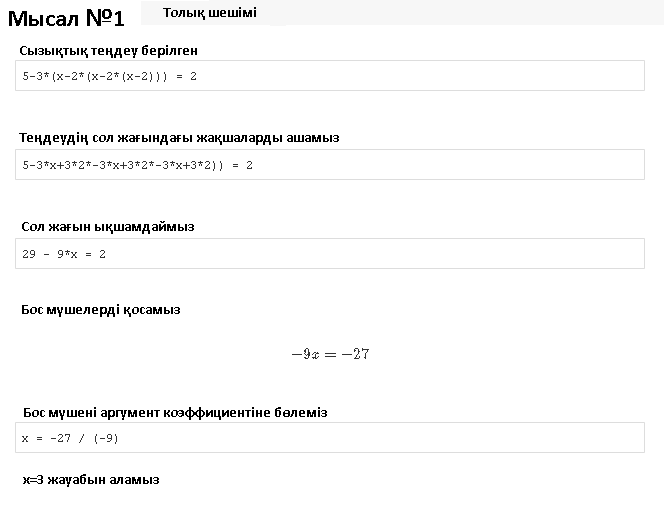 Мысал №1
Толық шешімі
Сызықтық теңдеу берілген
5-3*(x-2*(x-2*(x-2))) = 2
Теңдеудің сол жағындағы жақшаларды ашамыз
5-3*x+3*2*-3*x+3*2*-3*x+3*2)) = 2
Сол жағын ықшамдаймыз
29 - 9*x = 2
Бос мүшелерді қосамыз
−9x = −27
Бос мүшені аргумент коэффициентіне бөлеміз
x = -27 / (-9)
x=3 жауабын аламыз